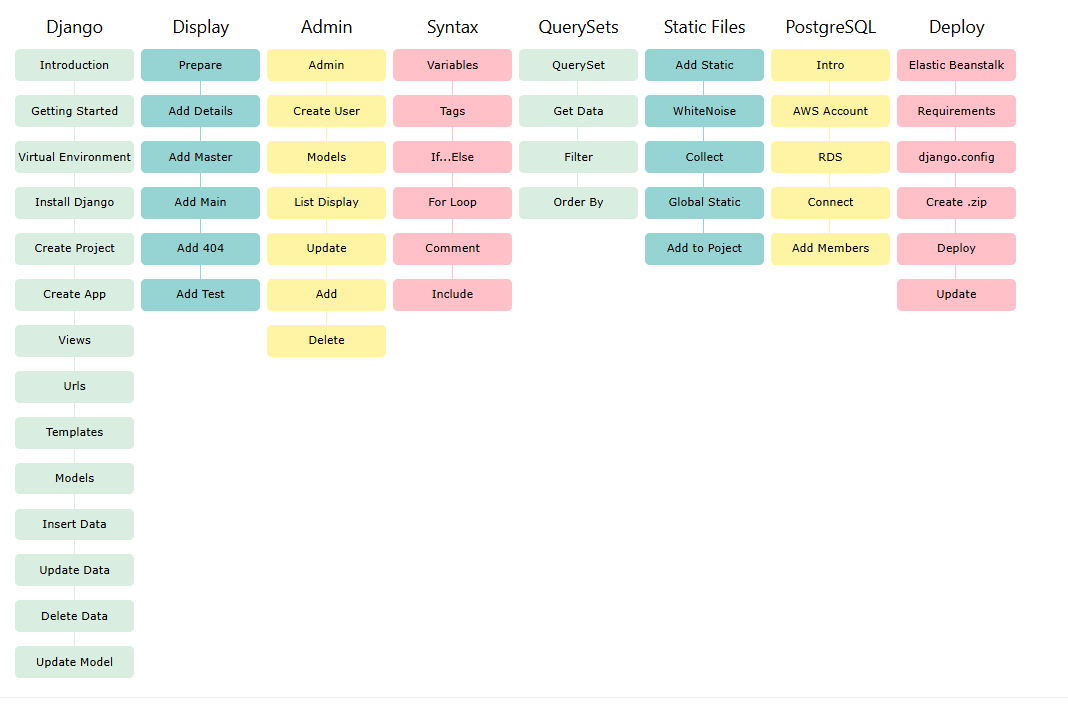 Django
Introduction
Getting Started
Virtual Environment
Install Django
Create Project
Create App
Views
Urls
Templates
Models
Insert Data
Update Data
Delete Data
Update Model
Display
Prepare
Add Details
Add Master
Add Main
Add 404
Add Test
Admin
Admin
Create User
Models
List Display
Update
Add
Delete
Syntax
Variables
Tags
If...Else
For Loop
Comment
Include
QuerySets
QuerySet
Get Data
Filter
Order By
Static Files
Add Static
WhiteNoise
Collect
Global Static
Add to Poject
PostgreSQL
Intro
AWS Account
RDS
Connect
Add Members
Deploy
Elastic Beanstalk
Requirements
django.config
Create .zip
Deploy
Update